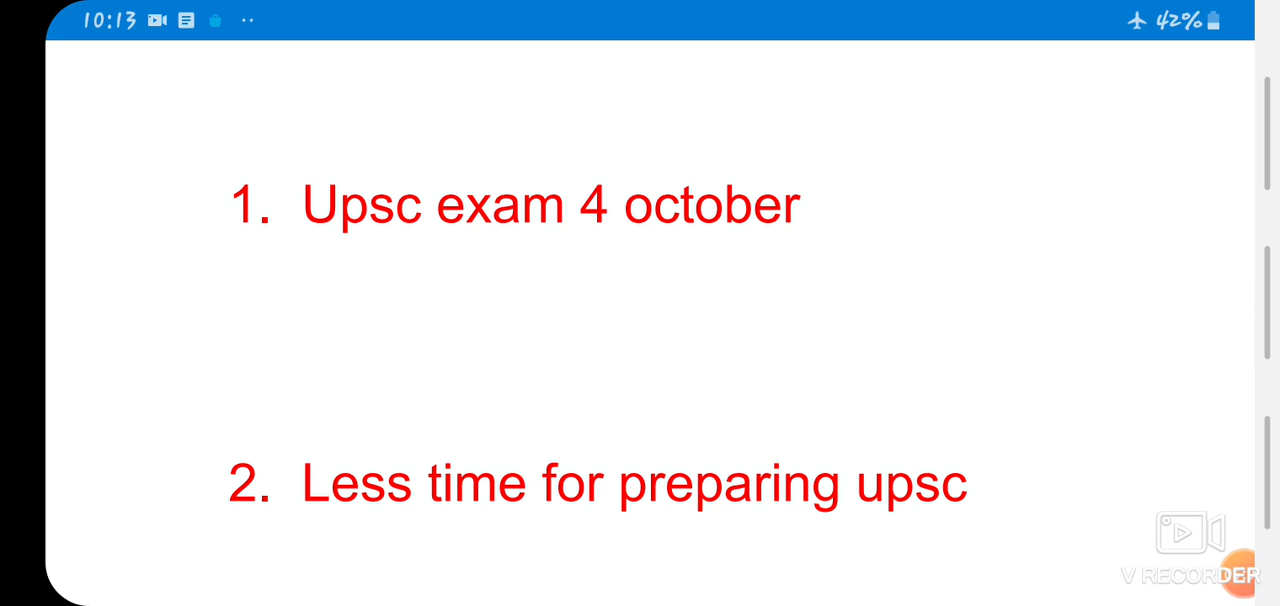 10:13
42%
1. Upsc exam 4 october
2. Less time for preparing upsc
V RECORDER